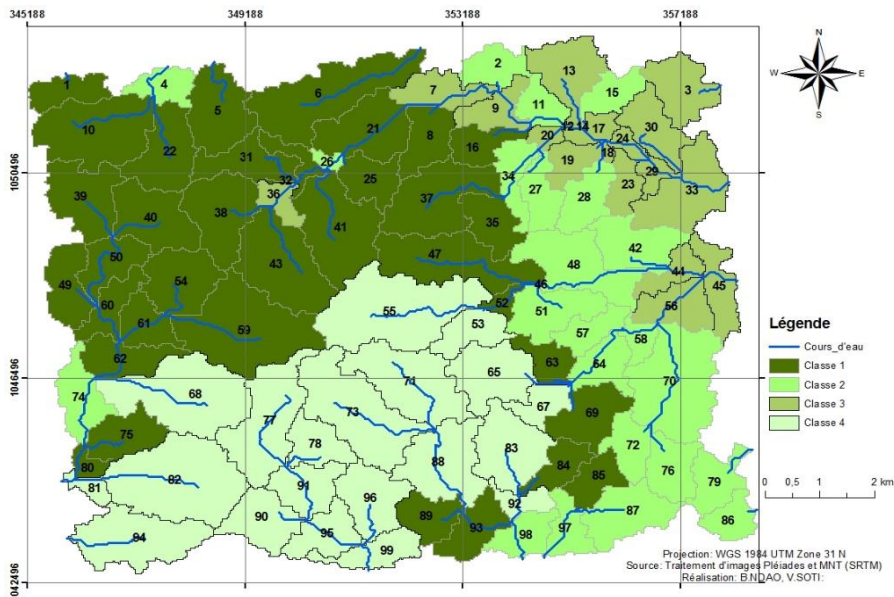 345188 349188 353188 357188
N
W E
S
1 4 5 6 7 2 13 15 3
10 22 21 8 9 11 12 14 17 30
31 26 25 16 20 19 18 24 29
1050496
39 32 36 37 34 27 28 23 33
40 38 41 35
50 43 47 48 42 44 45
49 54 52 46 56
60 61 59 55 53 51 57 58
62 63 64
1046496
74 68 71 65 67 70
77 73 69
75 78 83 72
80 82 88 84 85 76 79
81 91 96 92
90 89 93 87 86
94 95 99 98 97
042496
Légende
Cours_d'eau
Classe 1
Classe 2
Classe 3
Classe 4
0 0,5 1 2 km
Projection: WGS 1984 UTM Zone 31 N
Source: Traitement d'images Pléiades et MNT (SRTM)
Réalisation: B.NDAO, V.SOTI: